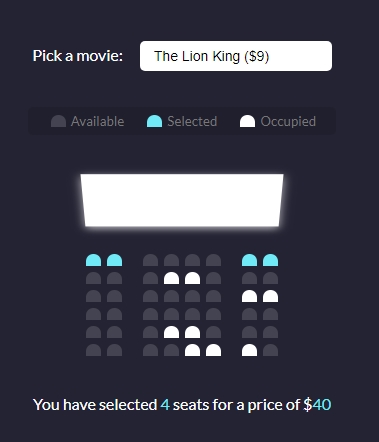 Pick a movie: The Lion King ($9)
Available Selected Occupied
You have selected 4 seats for a price of $40